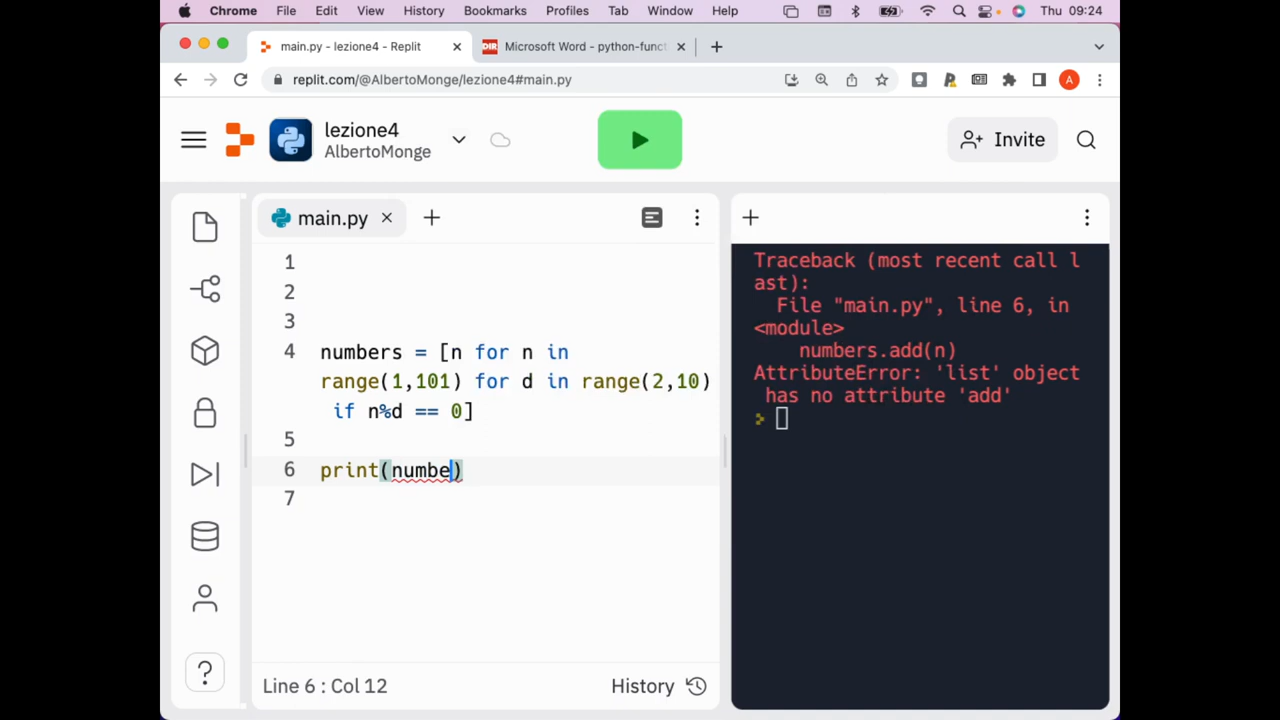 Chrome File Edit View History Bookmarks Profiles Tab Window Help Thu 09:24
main.py - lezione4 - Replit
DIR Microsoft Word - python-funct
replit.com/@AlbertoMonge/lezione4#main.py
A
lezione4
AlbertoMonge
Invite
main.py
1
2
3
4 numbers = [n for n in
range(1,101) for d in range(2,10)
if n%d == 0]
5
6 print(numbe)
7
Line 6 : Col 12
History
?
Traceback (most recent call l
ast):
File "main.py", line 6, in
<module>
numbers.add(n)
AttributeError: 'list' object
has no attribute 'add'